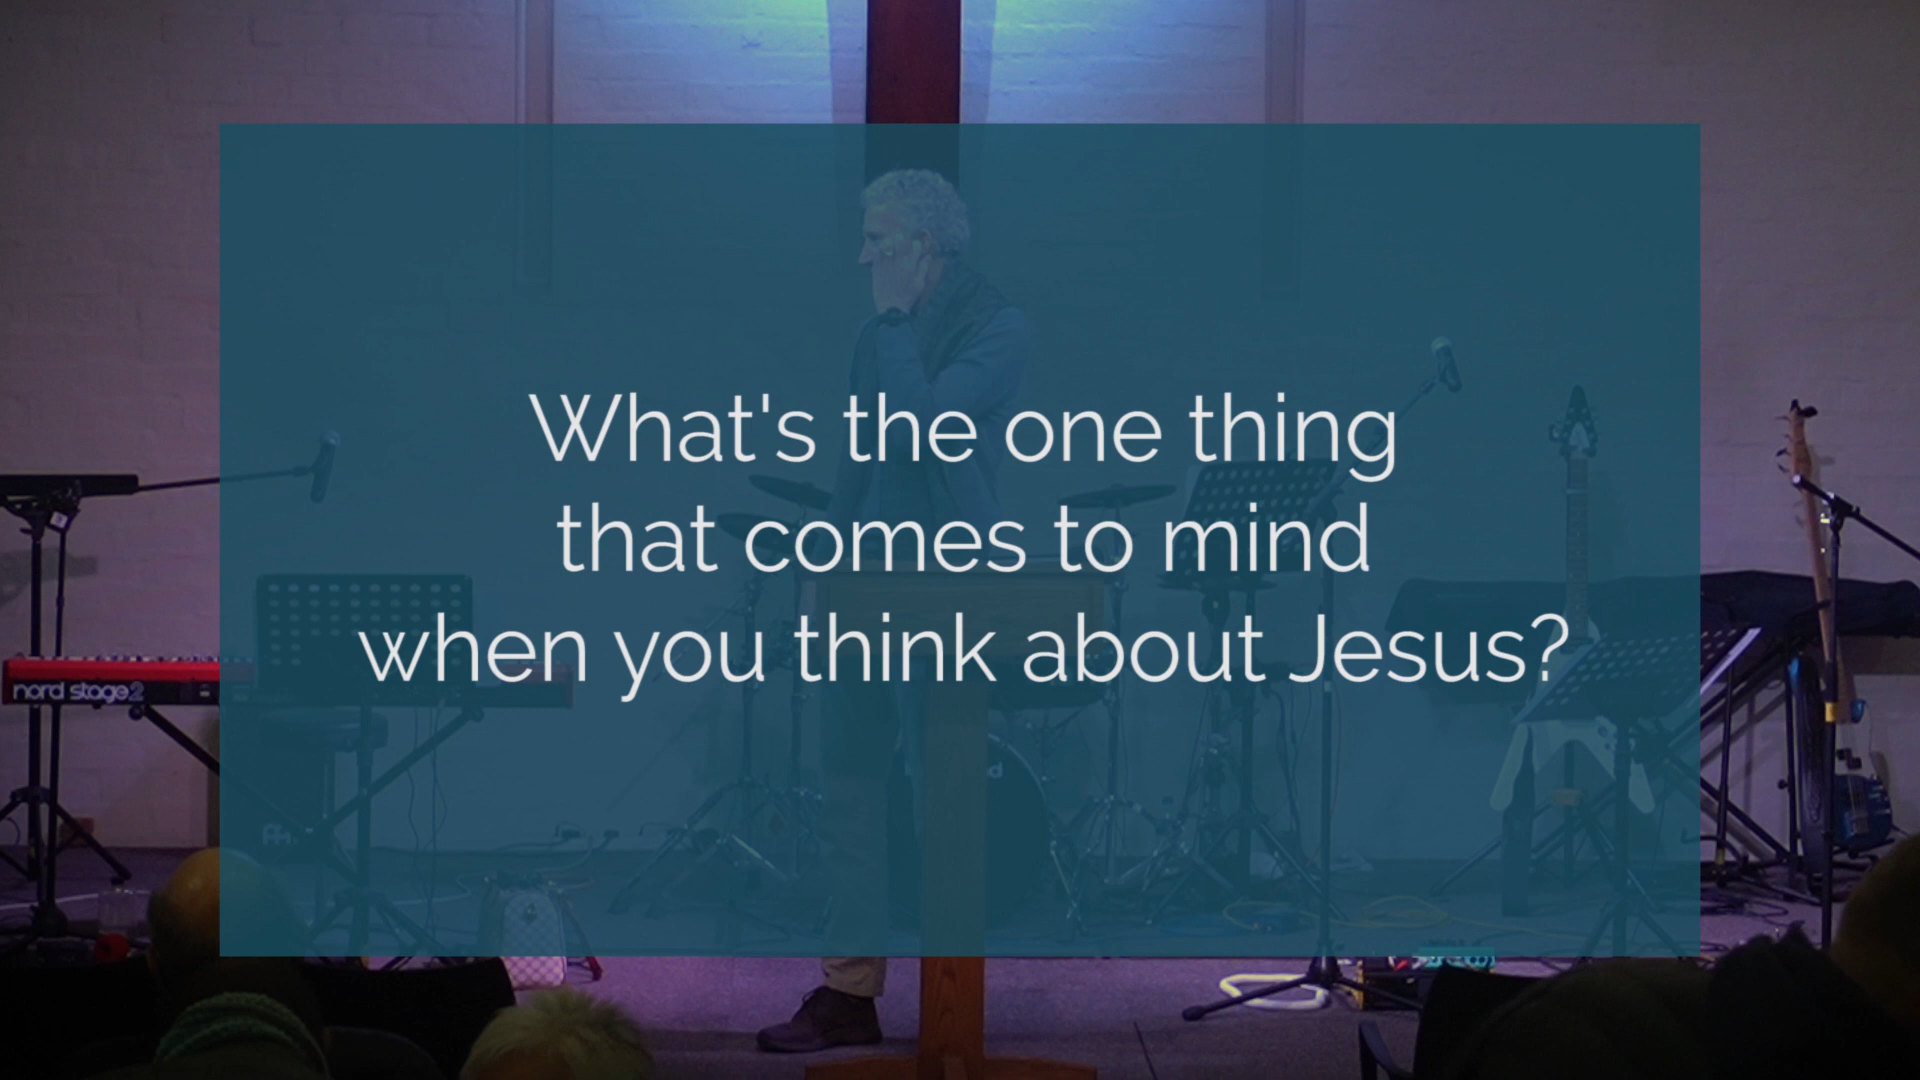 What's the one thing
that comes to mind
when you think about Jesus?
nord stage 2